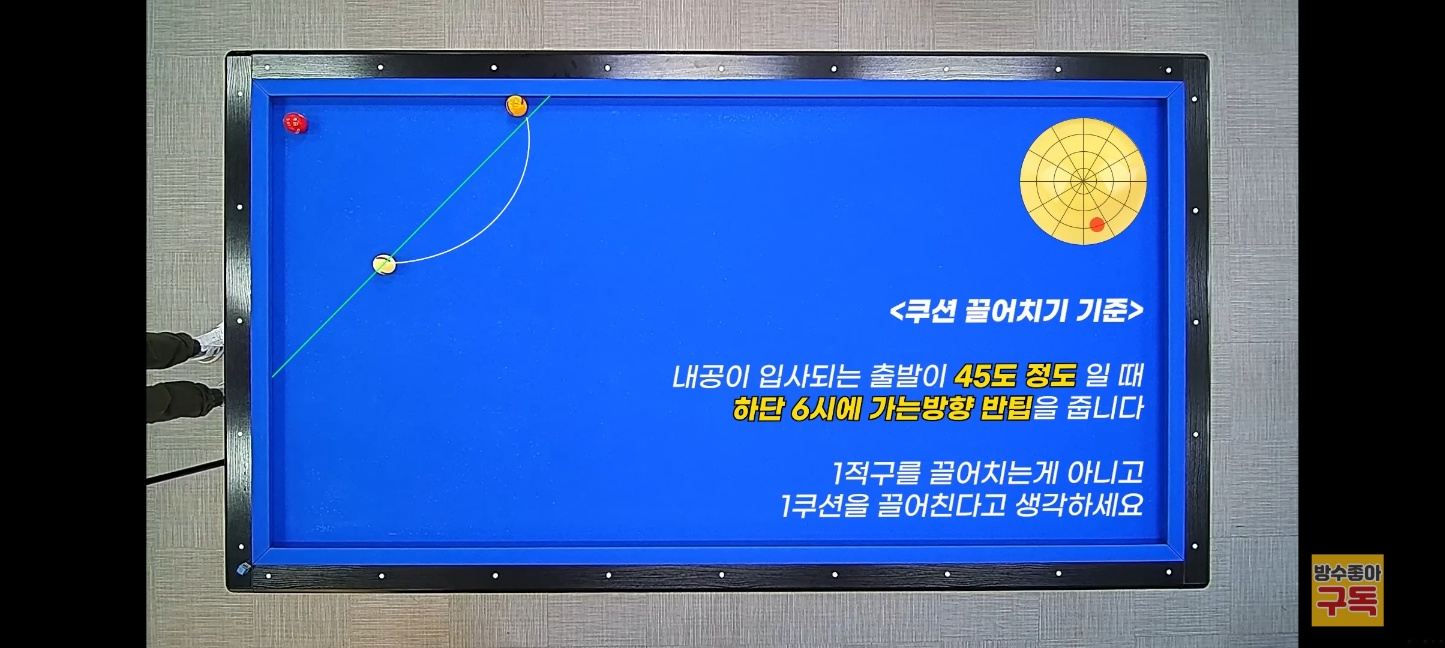 <쿠션 끌어치기 기준>
내공이 입사되는 출발이 45도 정도 일 때
하단 6시에 가는방향 반팁을 줍니다
1적구를 끌어치는게 아니고
1쿠션을 끌어친다고 생각하세요
방수좋아
구독